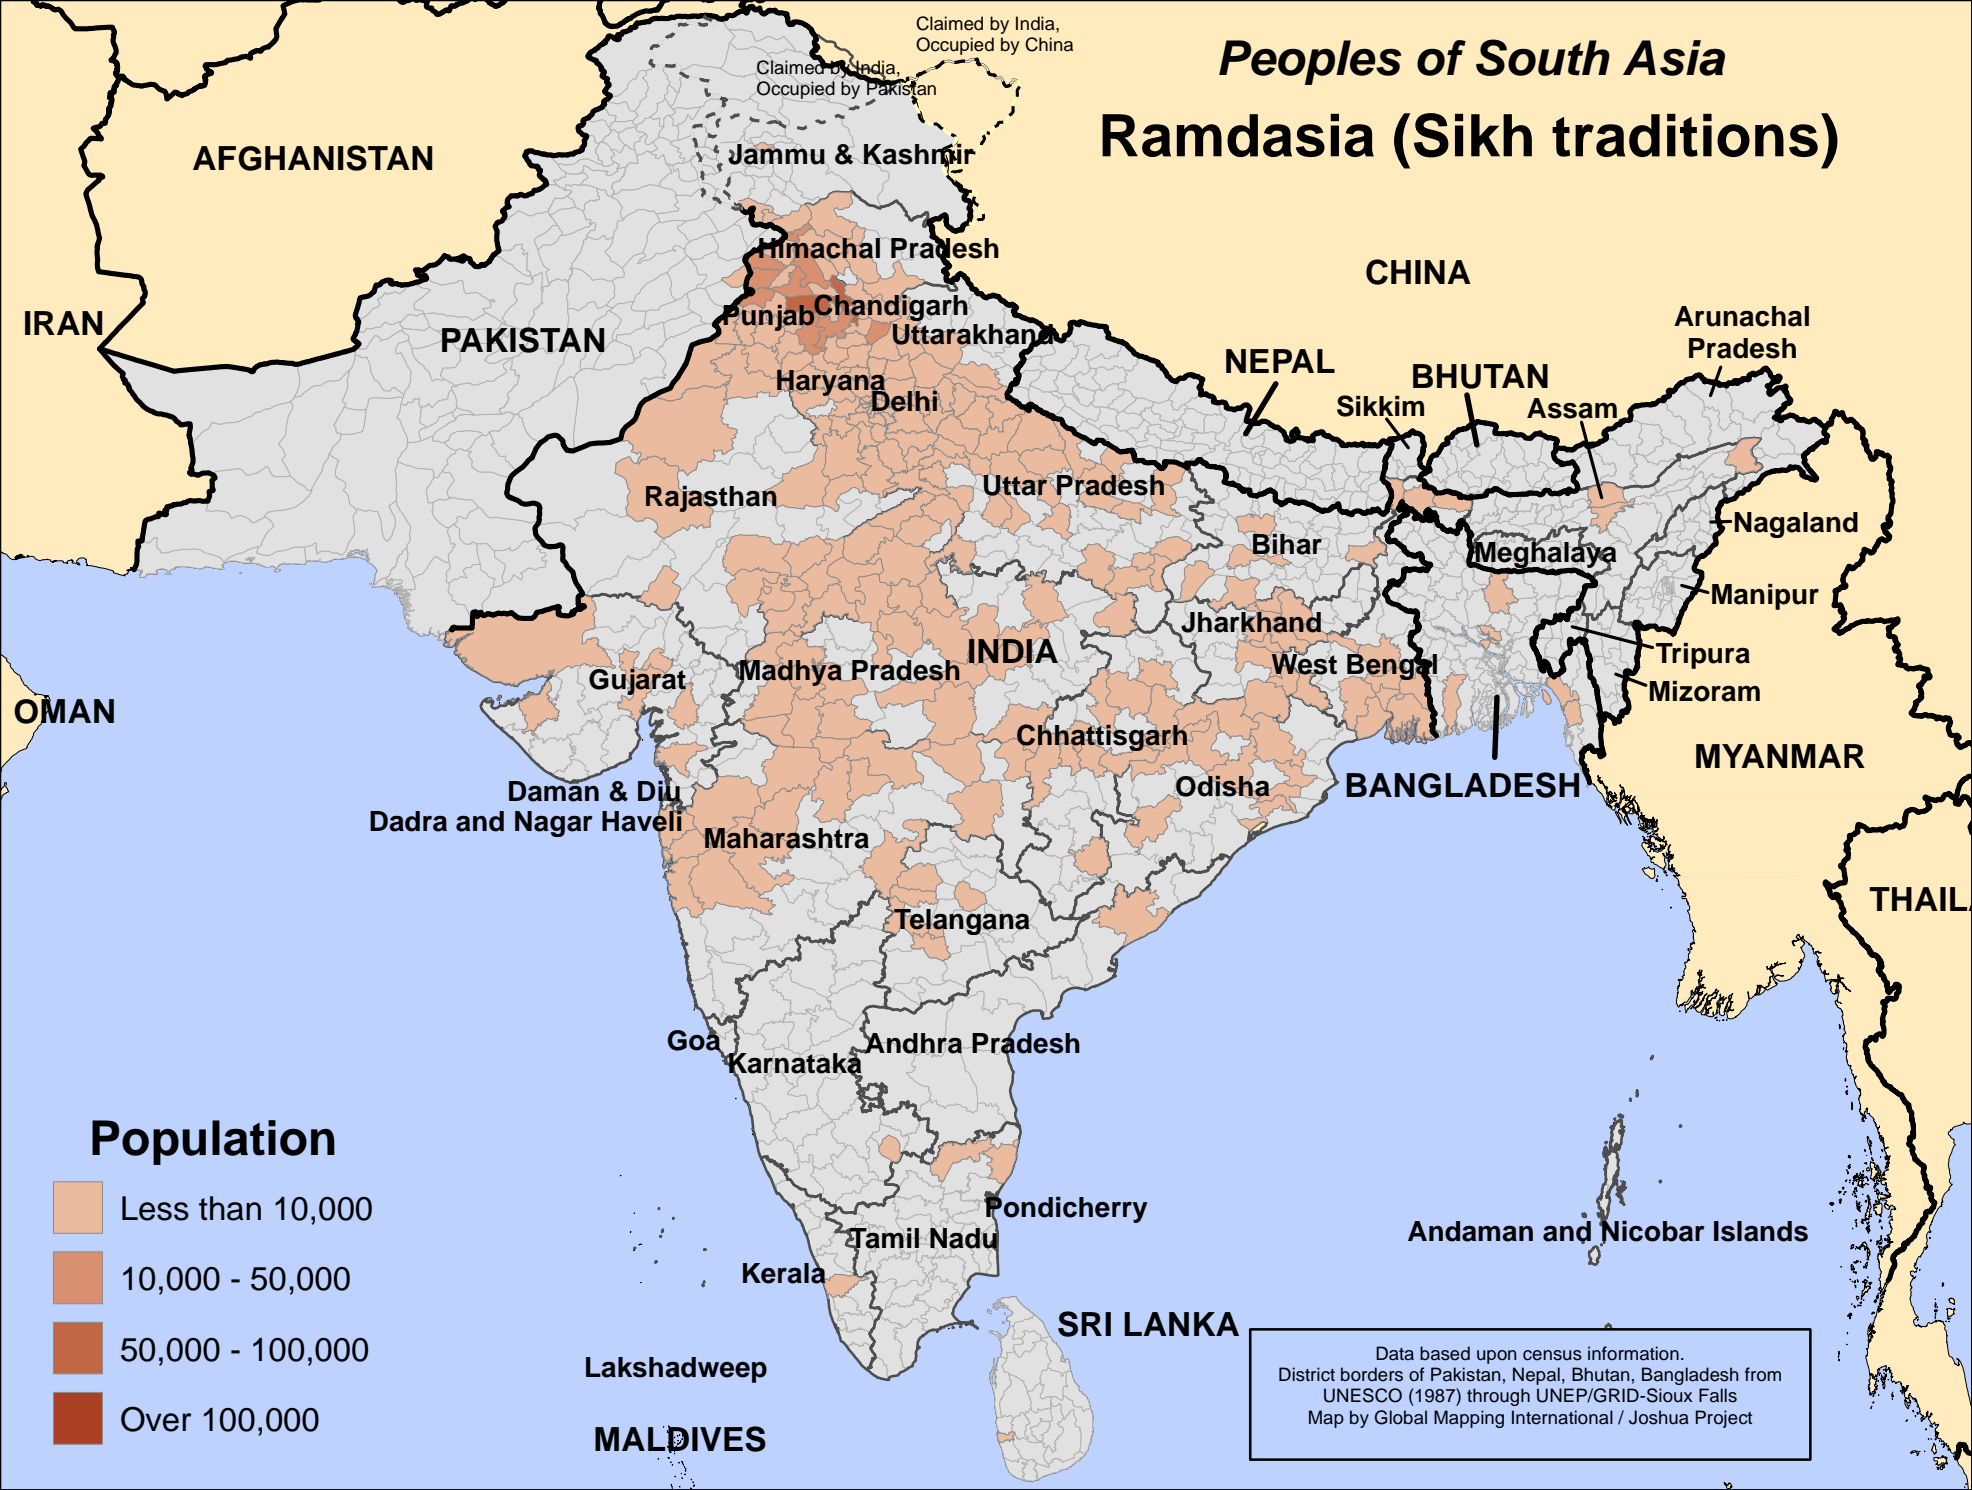 Claimed by India,
Occupied by China
Peoples of South Asia
Ramdasia (Sikh traditions)
Claimed by India,
Occupied by Pakistan
AFGHANISTAN
Jammu & Kashmir
Himachal Pradesh
CHINA
IRAN
PAKISTAN
Punjab
Chandigarh
Uttarakhand
Arunachal
Pradesh
NEPAL
BHUTAN
Sikkim
Assam
Haryana
Delhi
Rajasthan
Uttar Pradesh
Nagaland
Bihar
Meghalaya
Manipur
Jharkhand
INDIA
Tripura
West Bengal
Madhya Pradesh
Gujarat
Mizoram
OMAN
Chhattisgarh
MYANMAR
Odisha
BANGLADESH
Daman & Diu
Dadra and Nagar Haveli
Maharashtra
THAILA
Telangana
Goa
Andhra Pradesh
Karnataka
Pondicherry
Tamil Nadu
Andaman and Nicobar Islands
Kerala
SRI LANKA
Lakshadweep
MALDIVES
Population
Less than 10,000
10,000 - 50,000
50,000 - 100,000
Over 100,000
Data based upon census information.
District borders of Pakistan, Nepal, Bhutan, Bangladesh from
UNESCO (1987) through UNEP/GRID-Sioux Falls
Map by Global Mapping International / Joshua Project